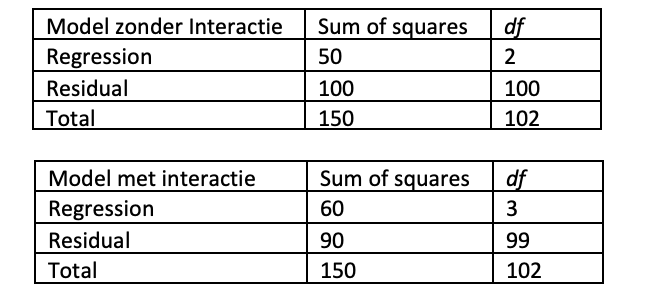 Model zonder Interactie Sum of squares df
Regression 50 2
Residual 100 100
Total 150 102
Model met interactie Sum of squares df
Regression 60 3
Residual 90 99
Total 150 102